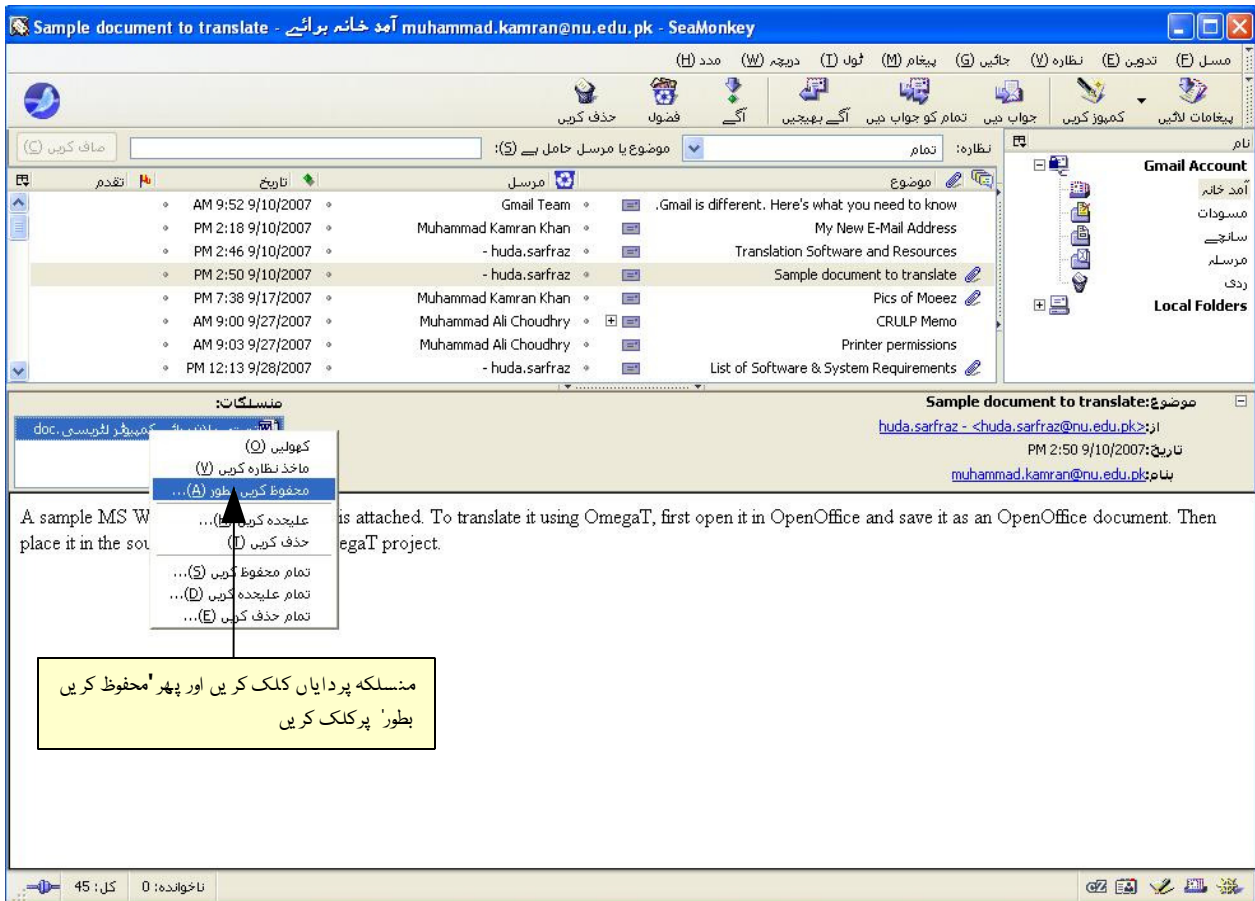 Sample document to translate - آمد خانہ برائے muhammad.kamran@nu.edu.pk - SeaMonkey
مسل (F) تدوین (E) نظارہ (V) جائیں (G) پیغام (M) ٹول (T) دریچہ (W) مدد (H)
پیغامات لائیں کمپوز کریں جواب دیں تمام کو جواب دیں آگے بھیجیں آگے فضول حذف کریں
نام
Gmail Account
آمد خانہ
مسودات
سانچے
مرسلہ
ردی
Local Folders
نظارہ: تمام موضوع یا مرسل حامل ہے (S): صاف کریں (C)
موضوع مرسل تاریخ تقدم
Gmail is different. Here's what you need to know. Gmail Team AM 9:52 9/10/2007
My New E-Mail Address Muhammad Kamran Khan PM 2:18 9/10/2007
Translation Software and Resources huda.sarfraz - PM 2:46 9/10/2007
Sample document to translate huda.sarfraz - PM 2:50 9/10/2007
Pics of Moeez Muhammad Kamran Khan PM 7:38 9/17/2007
CRULP Memo Muhammad Ali Choudhry AM 9:00 9/27/2007
Printer permissions Muhammad Ali Choudhry AM 9:03 9/27/2007
List of Software & System Requirements huda.sarfraz - PM 12:13 9/28/2007
موضوع: Sample document to translate
از: huda.sarfraz - <huda.sarfraz@nu.edu.pk>
تاریخ: PM 2:50 9/10/2007
بنام: muhammad.kamran@nu.edu.pk
منسلکات:
کمپیوٹر لٹریسی.doc
کھولیں (O)
ماخذ نظارہ کریں (V)
محفوظ کریں بطور (A)...
علیحدہ کریں ...
حذف کریں (T)
تمام محفوظ کریں (S)...
تمام علیحدہ کریں (D)...
تمام حذف کریں (E)...
A sample MS W is attached. To translate it using OmegaT, first open it in OpenOffice and save it as an OpenOffice document. Then
place it in the sou egaT project.
منسلکہ پر دایاں کلک کریں اور پھر 'محفوظ کریں
بطور' پر کلک کریں
ناخواندہ: 0 کل: 45